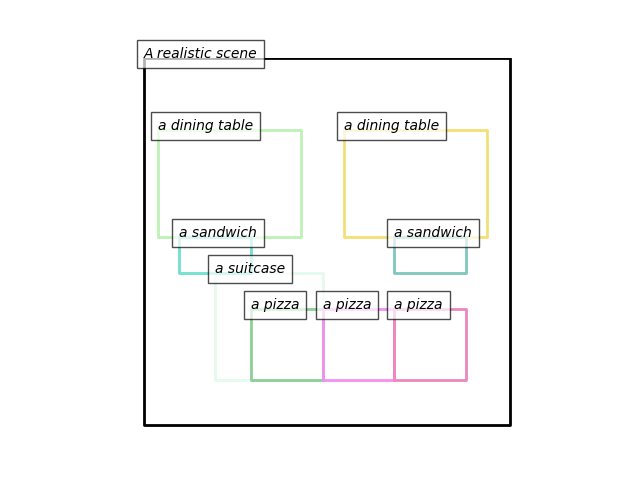 A realistic scene
a dining table
a dining table
a sandwich
a sandwich
a suitcase
a pizza
a pizza
a pizza